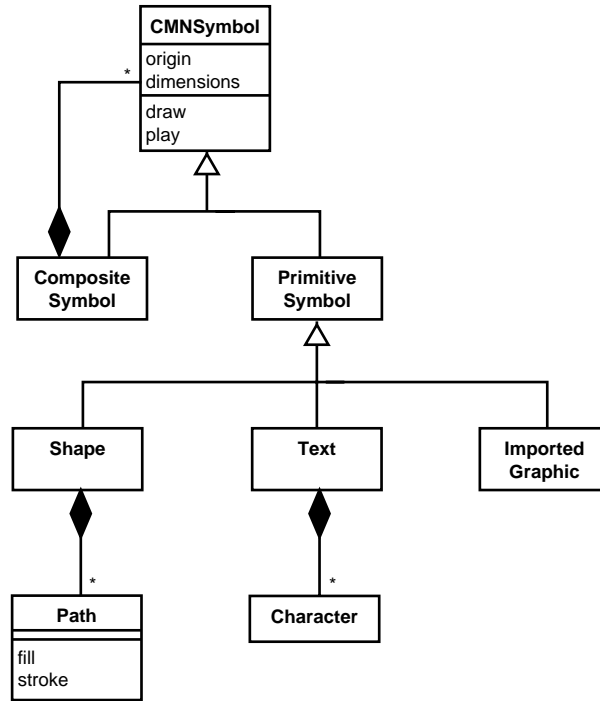 CMNSymbol
origin
dimensions
draw
play
*
Composite
Symbol
Primitive
Symbol
Shape
Text
Imported
Graphic
*
*
Path
fill
stroke
Character